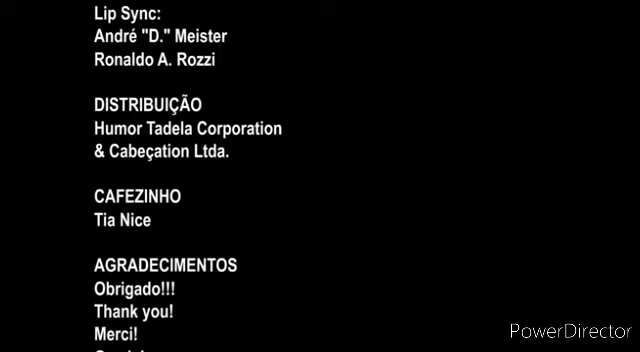 Lip Sync:
André "D." Meister
Ronaldo A. Rozzi
DISTRIBUIÇÃO
Humor Tadela Corporation
& Cabeçation Ltda.
CAFEZINHO
Tia Nice
AGRADECIMENTOS
Obrigado!!!
Thank you!
Merci!
PowerDirector